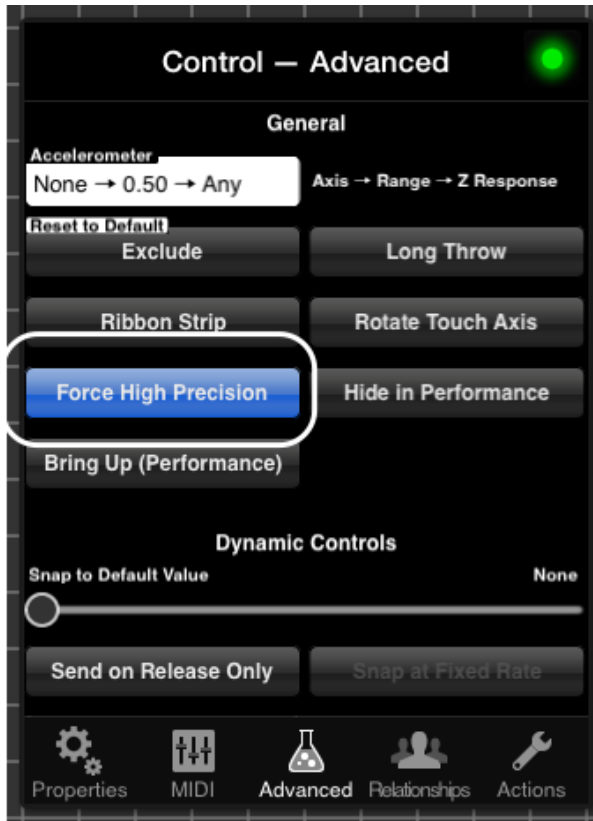 Control — Advanced
General
Accelerometer
None → 0.50 → Any
Axis → Range → Z Response
Reset to Default
Exclude
Long Throw
Ribbon Strip
Rotate Touch Axis
Force High Precision
Hide in Performance
Bring Up (Performance)
Dynamic Controls
Snap to Default Value
None
Send on Release Only
Snap at Fixed Rate
Properties
MIDI
Advanced
Relationships
Actions